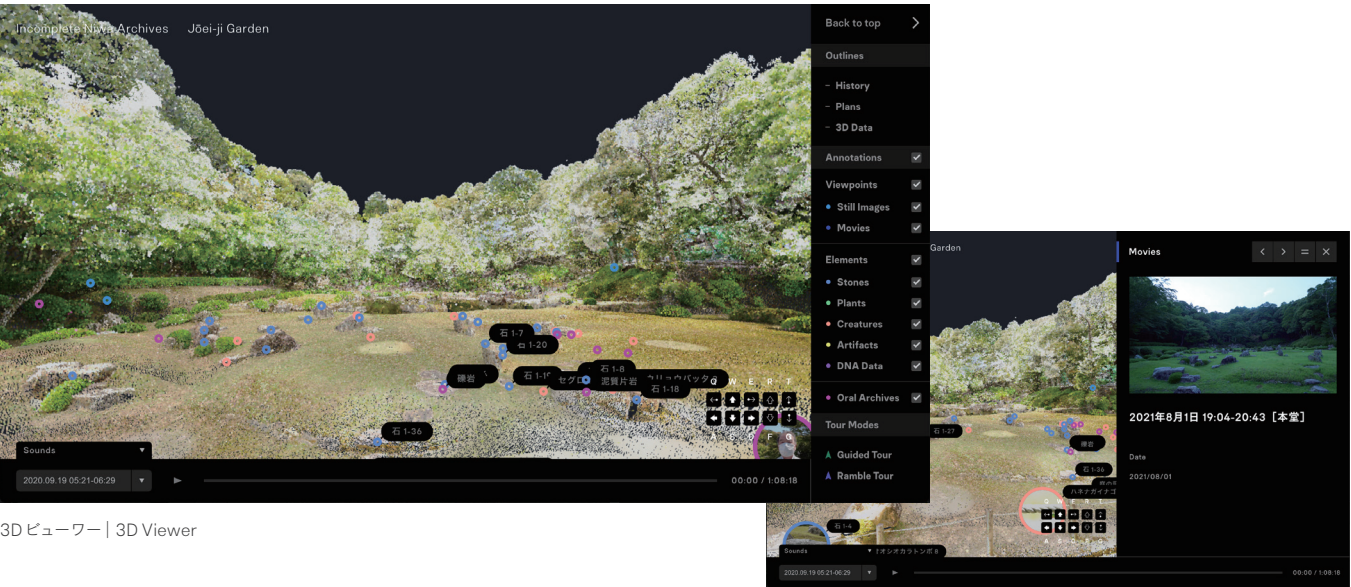 Incomplete Niwa Archives Jōei-ji Garden
Back to top
Outlines
– History
– Plans
– 3D Data
Annotations
Viewpoints
Still Images
Movies
Elements
Stones
Plants
Creatures
Artifacts
DNA Data
Oral Archives
Tour Modes
Guided Tour
Ramble Tour
石 1-7
石 1-20
石 1-8
礫岩
泥質片岩
石 1-18
石 1-36
Q W E R T
A S D F G
Sounds
2020.09.19 05:21-06:29
00:00 / 1:08:18
3D ビューワー | 3D Viewer
Garden
Movies
2021年8月1日 19:04-20:43［本堂］
Data
2021/08/01
石 1-27
礫岩
石 1-36
石 1-4
Q W E R T
A S D F G
Sounds
2020.09.19 05:21-06:29
00:00 / 1:08:18